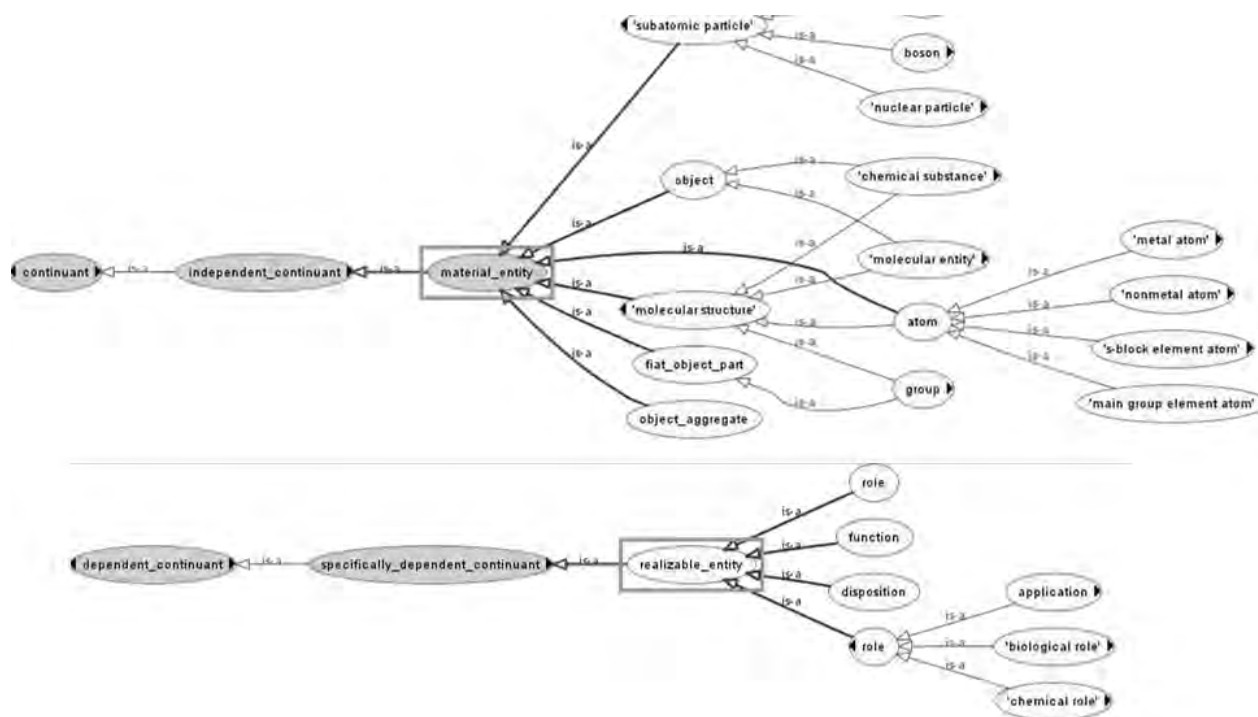 'subatomic particle'
is-a
boson
is-a
'nuclear particle'
is-a
object
is-a
'chemical substance'
is-a
is-a
is-a
is-a
'metal atom'
is-a
continuant
is-a
independent_continuant
is-a
material_entity
'molecular entity'
is-a
is-a
'nonmetal atom'
is-a
is-a
'molecular structure'
is-a
atom
is-a
is-a
's-block element atom'
is-a
is-a
fiat_object_part
is-a
group
is-a
'main group element atom'
object_aggregate
role
is-a
function
is-a
dependent_continuant
is-a
specifically_dependent_continuant
is-a
realizable_entity
is-a
disposition
is-a
application
is-a
role
is-a
'biological role'
is-a
'chemical role'